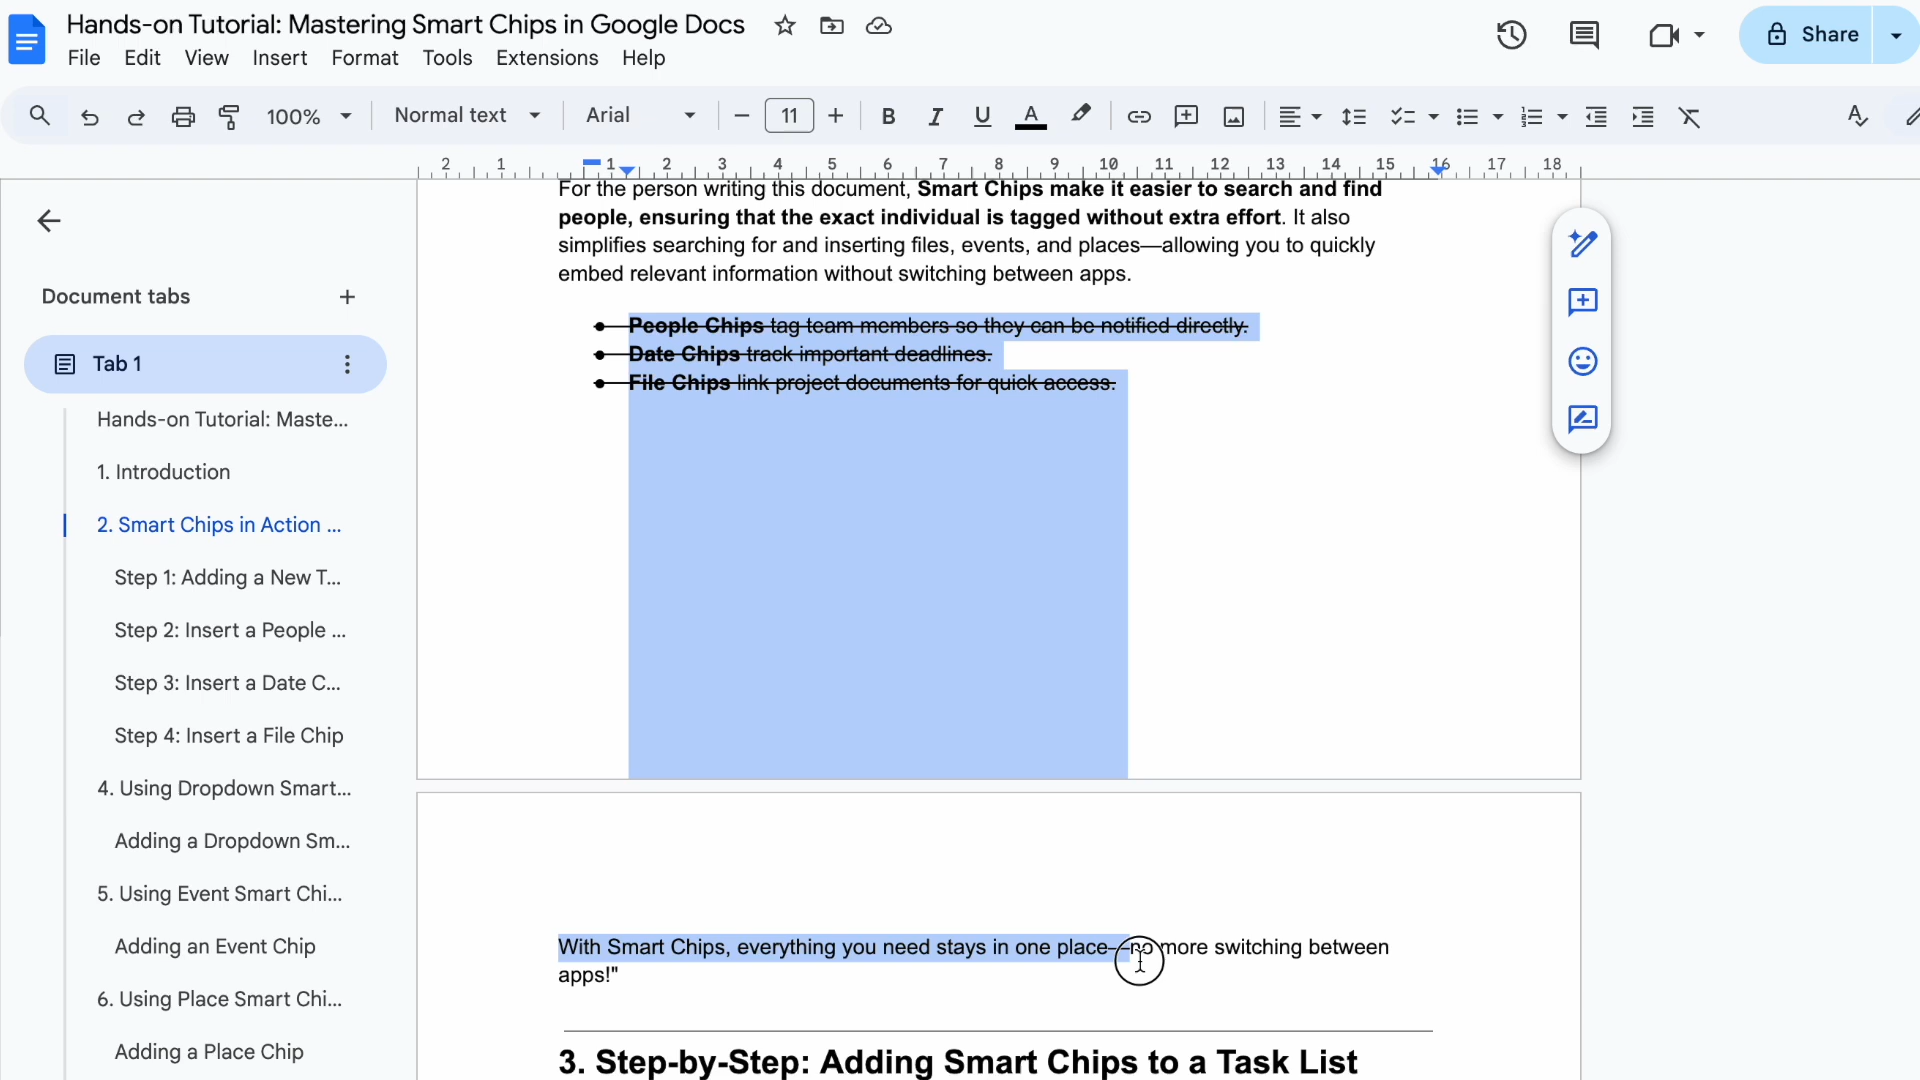 Hands-on Tutorial: Mastering Smart Chips in Google Docs
File Edit View Insert Format Tools Extensions Help
Share
100% Normal text Arial 11
2 1 1 2 3 4 5 6 7 8 9 10 11 12 13 14 15 16 17 18
Document tabs
Tab 1
Hands-on Tutorial: Maste...
1. Introduction
2. Smart Chips in Action ...
Step 1: Adding a New T...
Step 2: Insert a People ...
Step 3: Insert a Date C...
Step 4: Insert a File Chip
4. Using Dropdown Smart...
Adding a Dropdown Sm...
5. Using Event Smart Chi...
Adding an Event Chip
6. Using Place Smart Chi...
Adding a Place Chip
For the person writing this document, Smart Chips make it easier to search and find
people, ensuring that the exact individual is tagged without extra effort. It also
simplifies searching for and inserting files, events, and places—allowing you to quickly
embed relevant information without switching between apps.
● People Chips tag team members so they can be notified directly.
● Date Chips track important deadlines.
● File Chips link project documents for quick access.
With Smart Chips, everything you need stays in one place—no more switching between
apps!"
3. Step-by-Step: Adding Smart Chips to a Task List